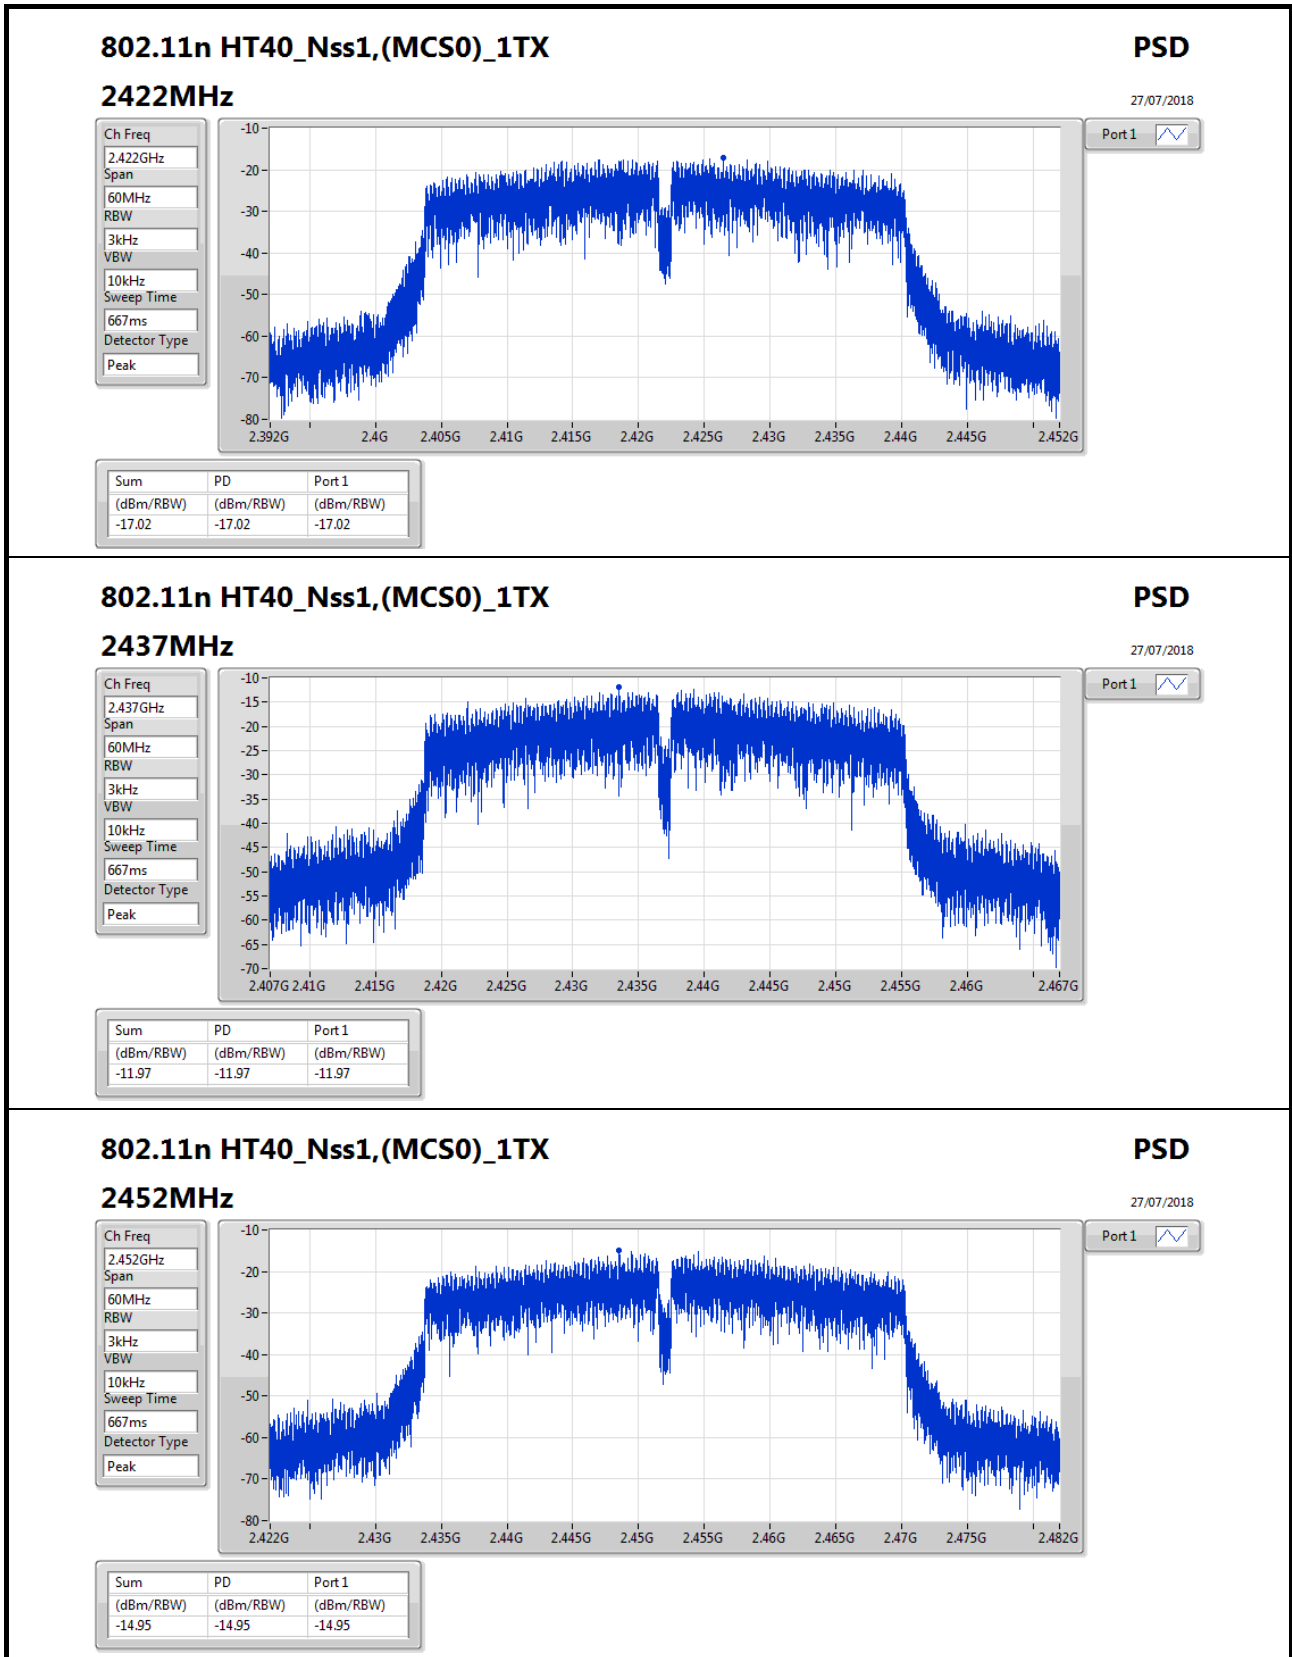 802.11n HT40_Nss1,(MCS0)_1TX PSD
2422MHz 27/07/2018
Ch Freq
2.422GHz
Span
60MHz
RBW
3kHz
VBW
10kHz
Sweep Time
667ms
Detector Type
Peak
-10
-20
-30
-40
-50
-60
-70
-80
2.392G 2.4G 2.405G 2.41G 2.415G 2.42G 2.425G 2.43G 2.435G 2.44G 2.445G 2.452G
Port 1
Sum PD Port 1
(dBm/RBW) (dBm/RBW) (dBm/RBW)
-17.02 -17.02 -17.02
802.11n HT40_Nss1,(MCS0)_1TX PSD
2437MHz 27/07/2018
Ch Freq
2.437GHz
Span
60MHz
RBW
3kHz
VBW
10kHz
Sweep Time
667ms
Detector Type
Peak
-10
-15
-20
-25
-30
-35
-40
-45
-50
-55
-60
-65
-70
2.407G 2.41G 2.415G 2.42G 2.425G 2.43G 2.435G 2.44G 2.445G 2.45G 2.455G 2.46G 2.467G
Port 1
Sum PD Port 1
(dBm/RBW) (dBm/RBW) (dBm/RBW)
-11.97 -11.97 -11.97
802.11n HT40_Nss1,(MCS0)_1TX PSD
2452MHz 27/07/2018
Ch Freq
2.452GHz
Span
60MHz
RBW
3kHz
VBW
10kHz
Sweep Time
667ms
Detector Type
Peak
-10
-20
-30
-40
-50
-60
-70
-80
2.422G 2.43G 2.435G 2.44G 2.445G 2.45G 2.455G 2.46G 2.465G 2.47G 2.475G 2.482G
Port 1
Sum PD Port 1
(dBm/RBW) (dBm/RBW) (dBm/RBW)
-14.95 -14.95 -14.95